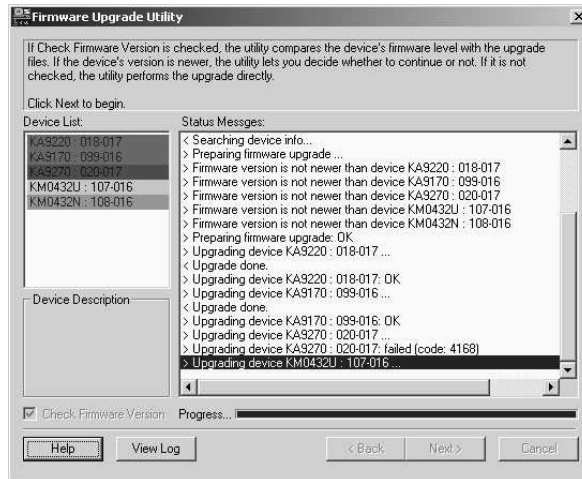 Firmware Upgrade Utility
If Check Firmware Version is checked, the utility compares the device's firmware level with the upgrade
files. If the device's version is newer, the utility lets you decide whether to continue or not. If it is not
checked, the utility performs the upgrade directly.
Click Next to begin.
Device List:
KA9220 : 018-017
KA9170 : 099-016
KA9270 : 020-017
KM0432U : 107-016
KM0432N : 108-016
Device Description
Status Messges:
< Searching device info...
> Preparing firmware upgrade ...
> Firmware version is not newer than device KA9220 : 018-017
> Firmware version is not newer than device KA9170 : 099-016
> Firmware version is not newer than device KA9270 : 020-017
> Firmware version is not newer than device KM0432U : 107-016
> Firmware version is not newer than device KM0432N : 108-016
> Preparing firmware upgrade: OK
> Upgrading device KA9220 : 018-017 ...
< Upgrade done.
> Upgrading device KA9220 : 018-017: OK
> Upgrading device KA9170 : 099-016 ...
< Upgrade done.
> Upgrading device KA9170 : 099-016: OK
> Upgrading device KA9270 : 020-017 ...
> Upgrading device KA9270 : 020-017: failed (code: 4168)
> Upgrading device KM0432U : 107-016 ...
Check Firmware Version
Progress...
Help
View Log
< Back
Next >
Cancel